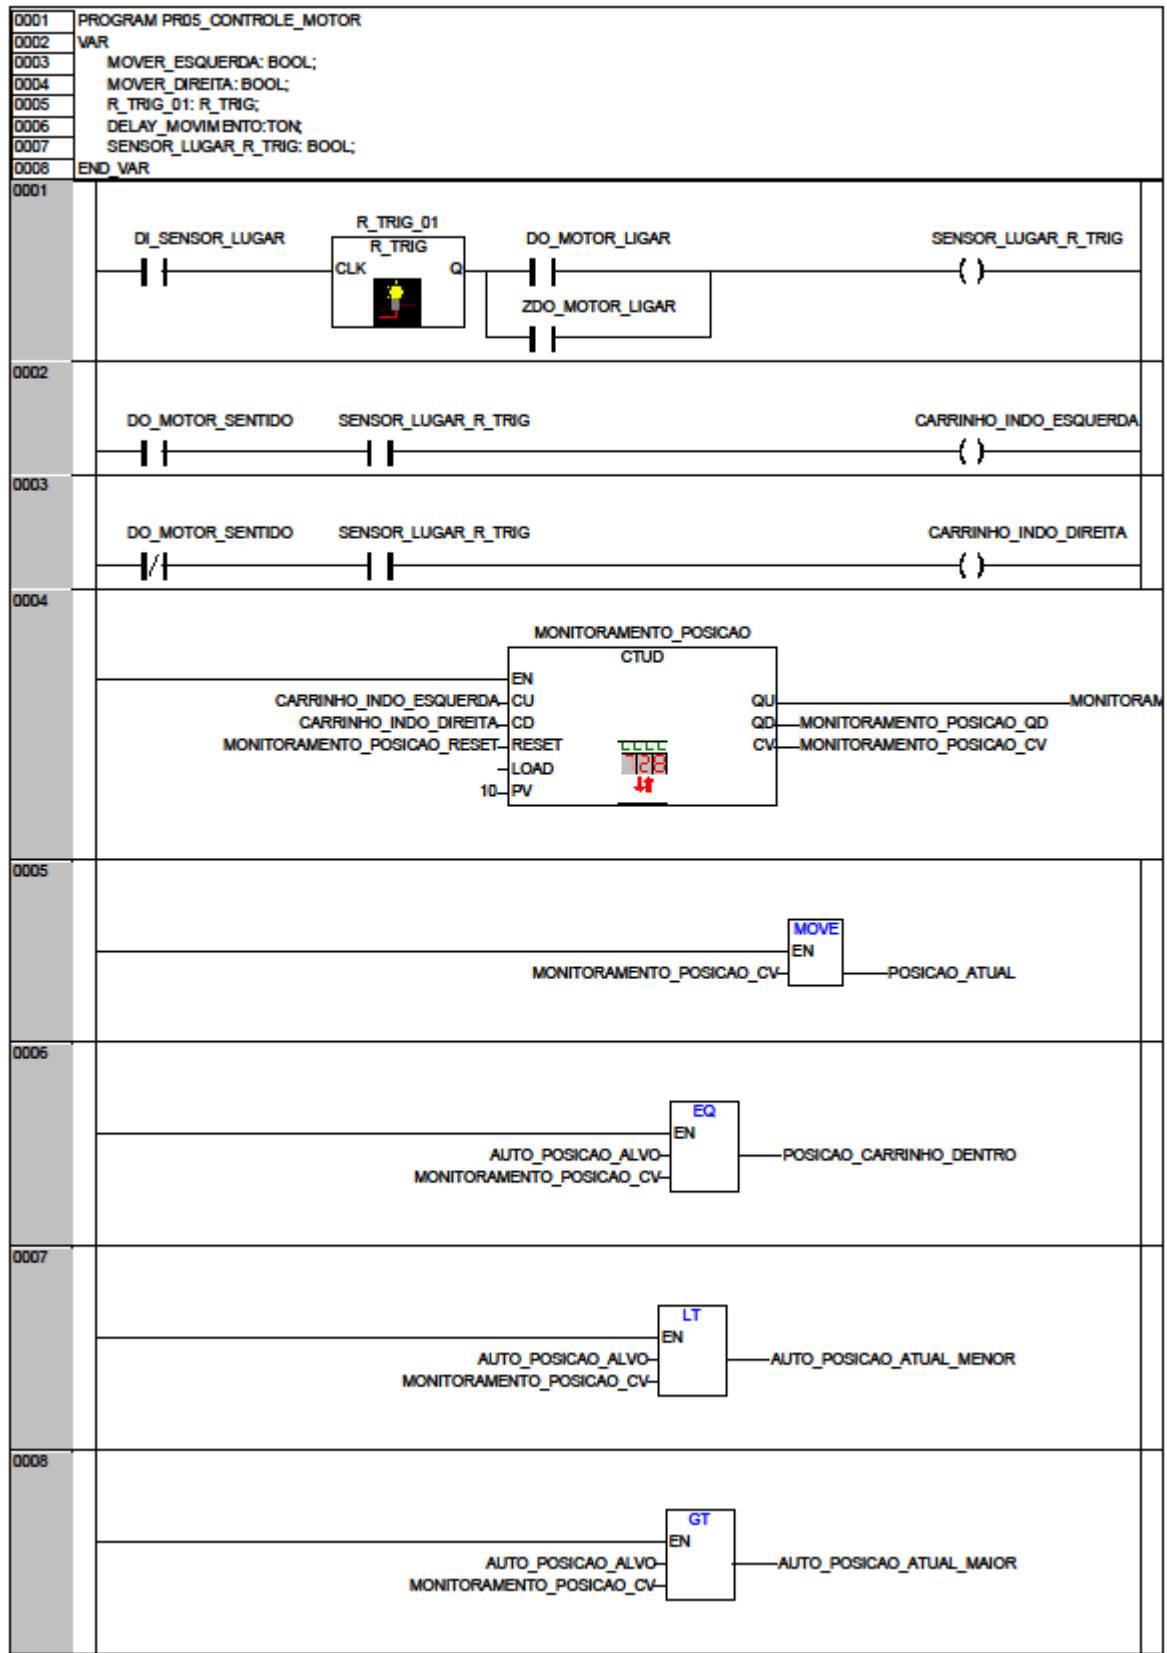 0001 PROGRAM PR05_CONTROLE_MOTOR
0002 VAR
0003 MOVER_ESQUERDA: BOOL;
0004 MOVER_DIREITA: BOOL;
0005 R_TRIG_01: R_TRIG;
0006 DELAY_MOVIMENTO:TON;
0007 SENSOR_LUGAR_R_TRIG: BOOL;
0008 END_VAR
0001
R_TRIG_01
DI_SENSOR_LUGAR R_TRIG DO_MOTOR_LIGAR SENSOR_LUGAR_R_TRIG
CLK Q
ZDO_MOTOR_LIGAR
0002
DO_MOTOR_SENTIDO SENSOR_LUGAR_R_TRIG CARRINHO_INDO_ESQUERDA
0003
DO_MOTOR_SENTIDO SENSOR_LUGAR_R_TRIG CARRINHO_INDO_DIREITA
0004
MONITORAMENTO_POSICAO
CTUD
EN
CARRINHO_INDO_ESQUERDA CU QU MONITORAM
CARRINHO_INDO_DIREITA CD QD MONITORAMENTO_POSICAO_QD
MONITORAMENTO_POSICAO_RESET RESET CV MONITORAMENTO_POSICAO_CV
LOAD 728
10 PV
0005
MOVE
EN
MONITORAMENTO_POSICAO_CV POSICAO_ATUAL
0006
EQ
EN
AUTO_POSICAO_ALVO POSICAO_CARRINHO_DENTRO
MONITORAMENTO_POSICAO_CV
0007
LT
EN
AUTO_POSICAO_ALVO AUTO_POSICAO_ATUAL_MENOR
MONITORAMENTO_POSICAO_CV
0008
GT
EN
AUTO_POSICAO_ALVO AUTO_POSICAO_ATUAL_MAIOR
MONITORAMENTO_POSICAO_CV